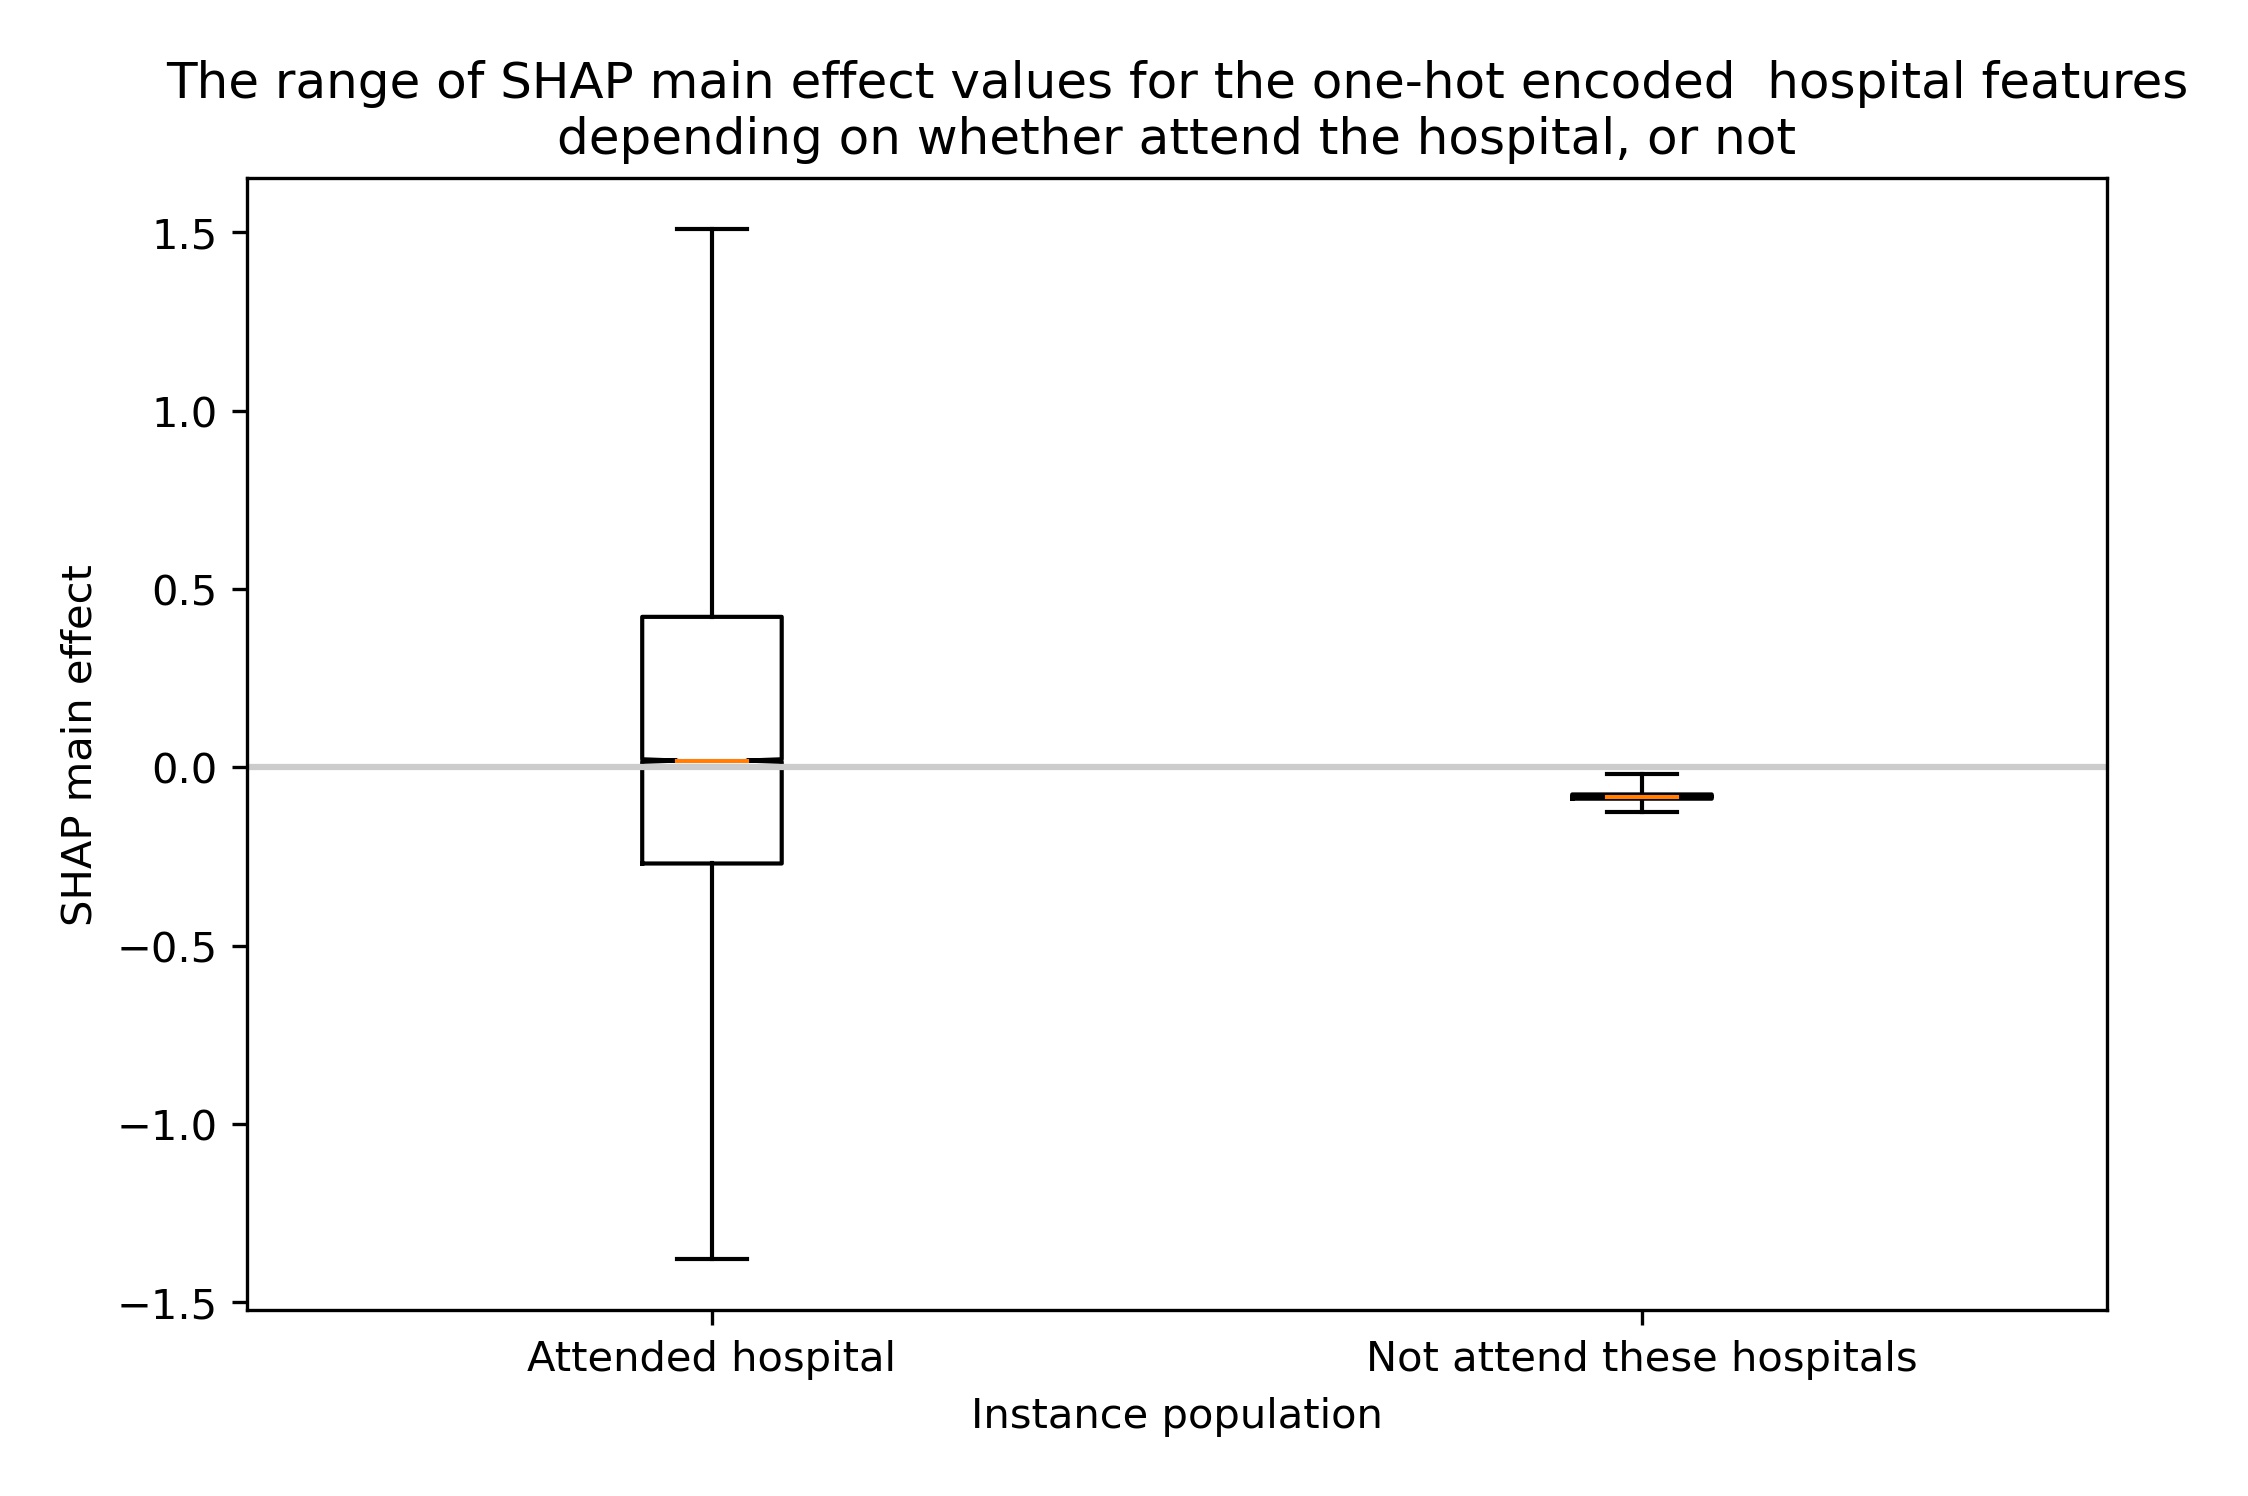 The range of SHAP main effect values for the one-hot encoded  hospital features
depending on whether attend the hospital, or not
1.5
1.0
0.5
0.0
−0.5
−1.0
−1.5
SHAP main effect
Attended hospital
Not attend these hospitals
Instance population